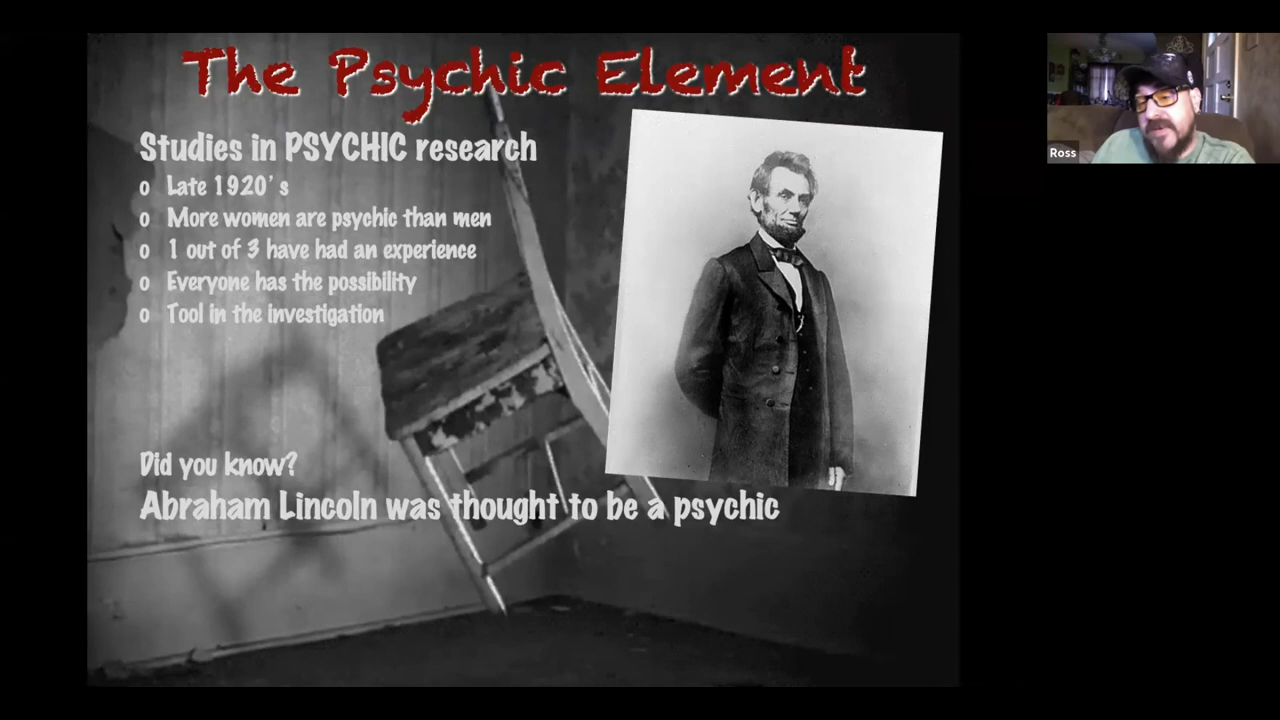 The Psychic Element
Studies in PSYCHIC research
o Late 1920's
o More women are psychic than men
o 1 out of 3 have had an experience
o Everyone has the possibility
o Tool in the investigation
Did you know?
Abraham Lincoln was thought to be a psychic
Ross